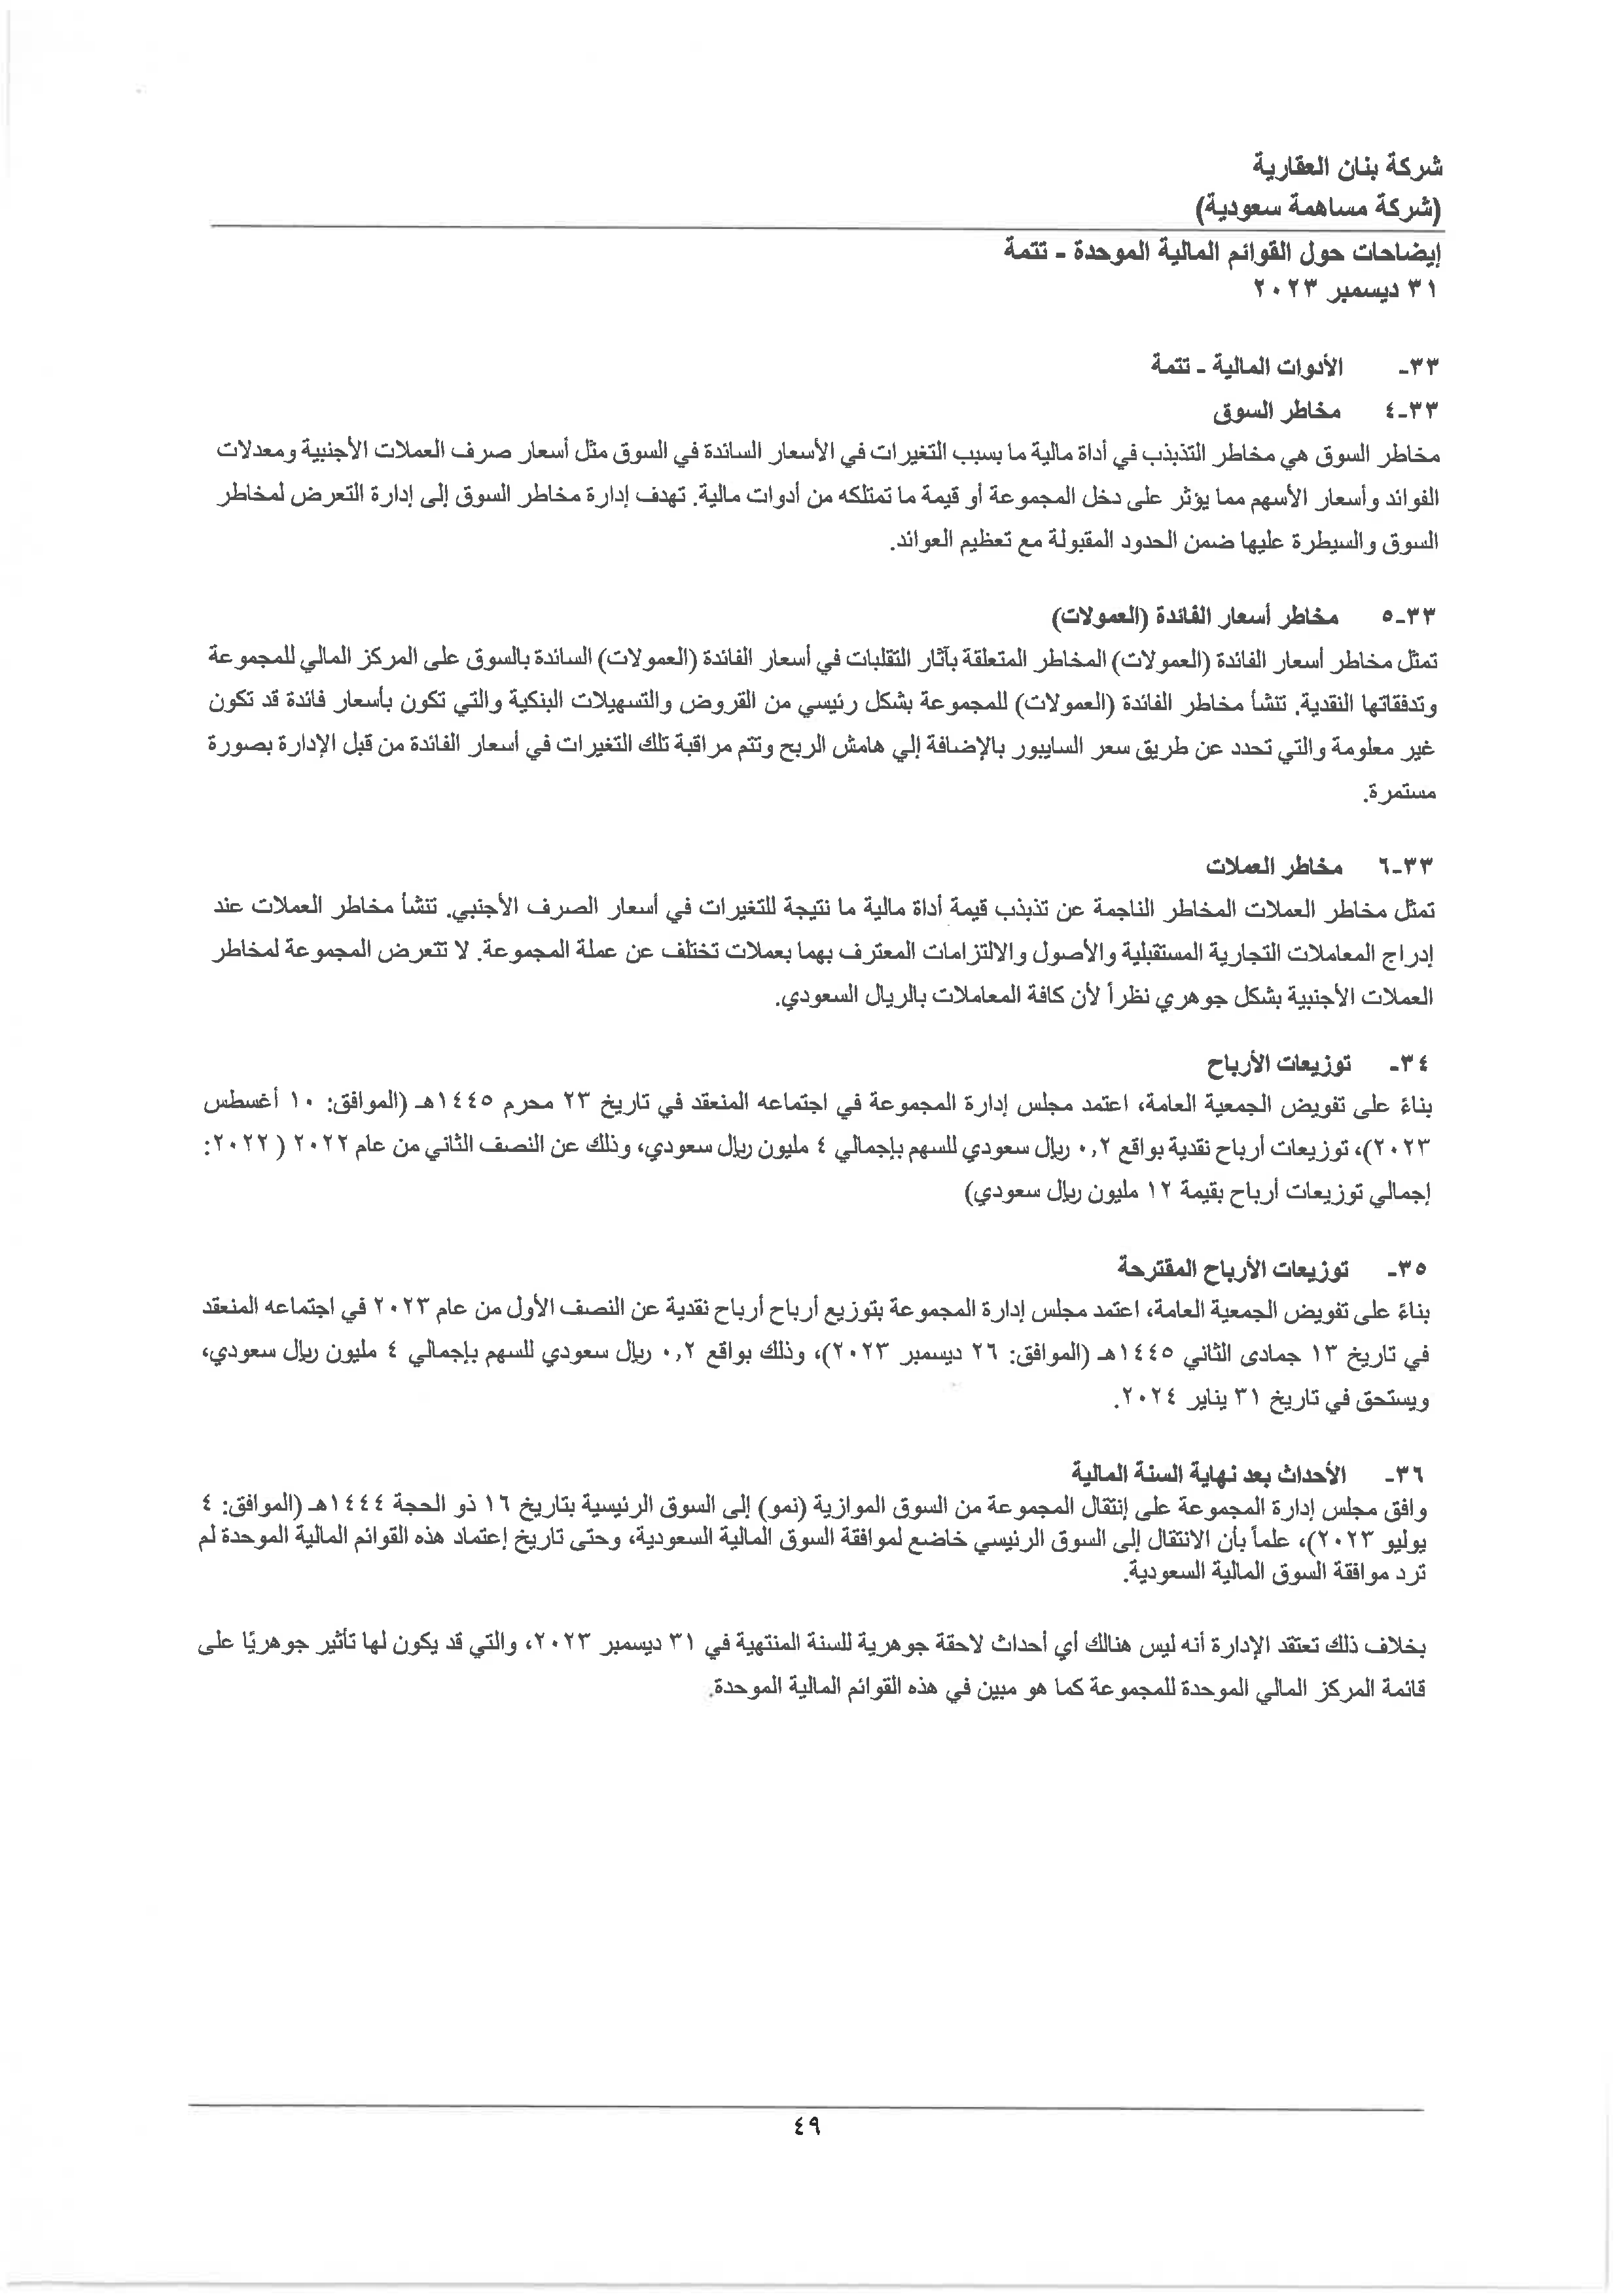 شركة بنان العقارية
(شركة مساهمة سعودية)
إيضاحات حول القوائم المالية الموحدة - تتمة
٣١ ديسمبر ٢٠٢٣
٣٣- الأدوات المالية - تتمة
٣٣-٤ مخاطر السوق
مخاطر السوق هي مخاطر التذبذب في أداة مالية ما بسبب التغيرات في الأسعار السائدة في السوق مثل أسعار صرف العملات الأجنبية ومعدلات
الفوائد وأسعار الأسهم مما يؤثر على دخل المجموعة أو قيمة ما تمتلكه من أدوات مالية. تهدف إدارة مخاطر السوق إلى إدارة التعرض لمخاطر
السوق والسيطرة عليها ضمن الحدود المقبولة مع تعظيم العوائد.
٣٣-٥ مخاطر أسعار الفائدة (العمولات)
تمثل مخاطر أسعار الفائدة (العمولات) المخاطر المتعلقة بآثار التقلبات في أسعار الفائدة (العمولات) السائدة بالسوق على المركز المالي للمجموعة
وتدفقاتها النقدية. تنشأ مخاطر الفائدة (العمولات) للمجموعة بشكل رئيسي من القروض والتسهيلات البنكية والتي تكون بأسعار فائدة قد تكون
غير معلومة والتي تحدد عن طريق سعر السايبور بالإضافة إلي هامش الربح وتتم مراقبة تلك التغيرات في أسعار الفائدة من قبل الإدارة بصورة
مستمرة.
٣٣-٦ مخاطر العملات
تمثل مخاطر العملات المخاطر الناجمة عن تذبذب قيمة أداة مالية ما نتيجة للتغيرات في أسعار الصرف الأجنبي. تنشأ مخاطر العملات عند
إدراج المعاملات التجارية المستقبلية والأصول والالتزامات المعترف بهما بعملات تختلف عن عملة المجموعة. لا تتعرض المجموعة لمخاطر
العملات الأجنبية بشكل جوهري نظراً لأن كافة المعاملات بالريال السعودي.
٣٤- توزيعات الأرباح
بناءً على تفويض الجمعية العامة، اعتمد مجلس إدارة المجموعة في اجتماعه المنعقد في تاريخ ٢٣ محرم ١٤٤٥هـ (الموافق: ١٠ أغسطس
٢٠٢٣)، توزيعات أرباح نقدية بواقع ٠,٢ ريال سعودي للسهم بإجمالي ٤ مليون ريال سعودي، وذلك عن النصف الثاني من عام ٢٠٢٢ ( ٢٠٢٢:
إجمالي توزيعات أرباح بقيمة ١٢ مليون ريال سعودي)
٣٥- توزيعات الأرباح المقترحة
بناءً على تفويض الجمعية العامة، اعتمد مجلس إدارة المجموعة بتوزيع أرباح أرباح نقدية عن النصف الأول من عام ٢٠٢٣ في اجتماعه المنعقد
في تاريخ ١٣ جمادى الثاني ١٤٤٥هـ (الموافق: ٢٦ ديسمبر ٢٠٢٣)، وذلك بواقع ٠,٢ ريال سعودي للسهم بإجمالي ٤ مليون ريال سعودي،
ويستحق في تاريخ ٣١ يناير ٢٠٢٤.
٣٦- الأحداث بعد نهاية السنة المالية
وافق مجلس إدارة المجموعة على إنتقال المجموعة من السوق الموازية (نمو) إلى السوق الرئيسية بتاريخ ١٦ ذو الحجة ١٤٤٤هـ (الموافق: ٤
يوليو ٢٠٢٣)، علماً بأن الانتقال إلى السوق الرئيسي خاضع لموافقة السوق المالية السعودية، وحتى تاريخ إعتماد هذه القوائم المالية الموحدة لم
ترد موافقة السوق المالية السعودية.
بخلاف ذلك تعتقد الإدارة أنه ليس هنالك أي أحداث لاحقة جوهرية للسنة المنتهية في ٣١ ديسمبر ٢٠٢٣، والتي قد يكون لها تأثير جوهريًا على
قائمة المركز المالي الموحدة للمجموعة كما هو مبين في هذه القوائم المالية الموحدة.
٤٩